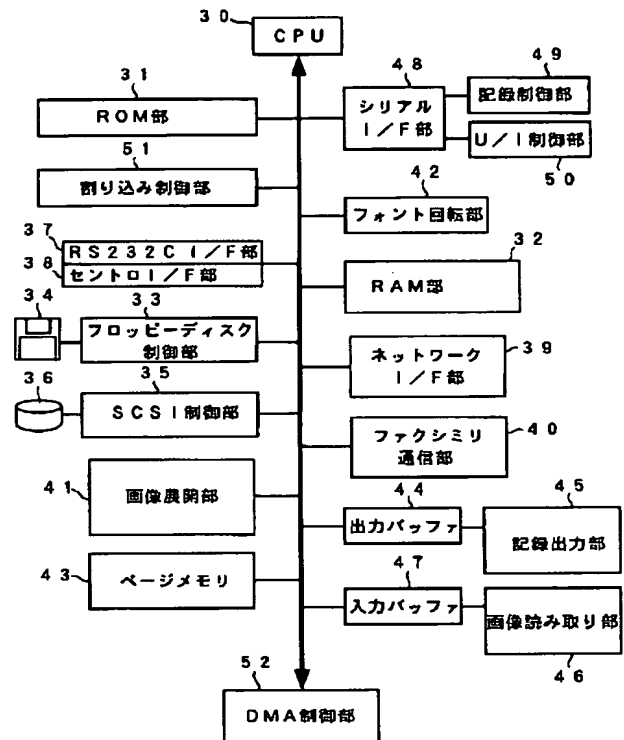 ３０
ＣＰＵ
３１
ＲＯＭ部
４８
シリアル
Ｉ／Ｆ部
４９
記録制御部
Ｕ／Ｉ制御部
５０
５１
割り込み制御部
４２
フォント回転部
３７
ＲＳ２３２Ｃ Ｉ／Ｆ部
３８
セントロＩ／Ｆ部
３２
ＲＡＭ部
３４
３３
フロッピーディスク
制御部
３９
ネットワーク
Ｉ／Ｆ部
３６
３５
ＳＣＳＩ制御部
４０
ファクシミリ
通信部
４１
画像展開部
４４
出力バッファ
４５
記録出力部
４３
ページメモリ
４７
入力バッファ
画像読み取り部
４６
５２
ＤＭＡ制御部